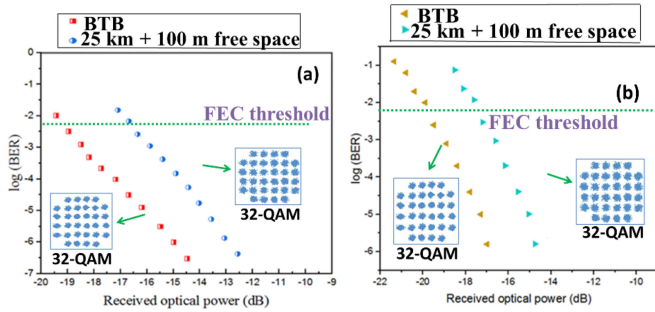 BTB
25 km + 100 m free space
(a)
FEC threshold
log (BER)
-1
-2
-3
-4
-5
-6
-7
32-QAM
32-QAM
-20 -19 -18 -17 -16 -15 -14 -13 -12 -11 -10 -9
Received optical power (dB)
BTB
25 km + 100 m free space
(b)
FEC threshold
log (BER)
0
-1
-2
-3
-4
-5
-6
32-QAM
32-QAM
-22 -20 -18 -16 -14 -12 -10
Received optical power (dB)